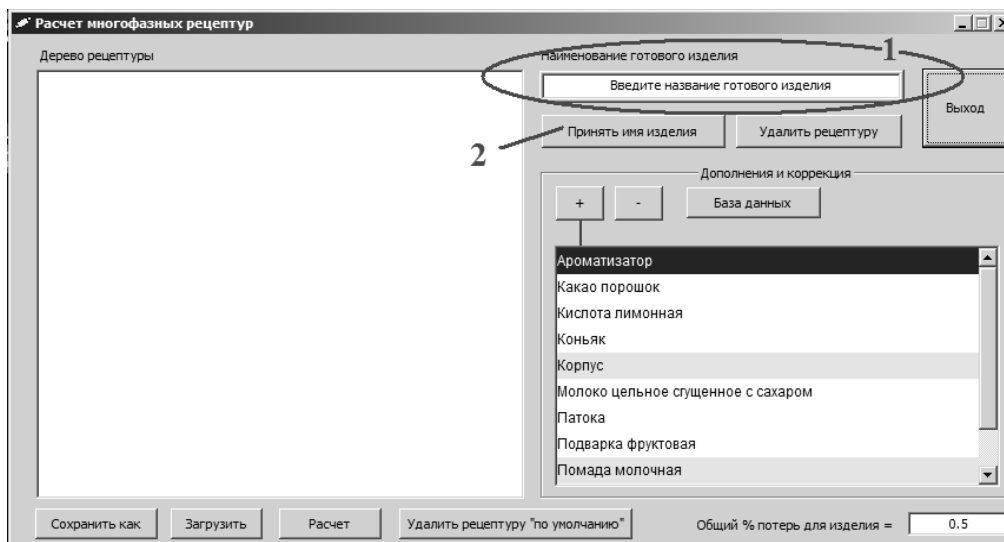 Расчет многофазных рецептур
Дерево рецептуры
Наименование готового изделия
1
Введите название готового изделия
Выход
2
Принять имя изделия
Удалить рецептуру
Дополнения и коррекция
+
-
База данных
Ароматизатор
Какао порошок
Кислота лимонная
Коньяк
Корпус
Молоко цельное сгущенное с сахаром
Патока
Подварка фруктовая
Помада молочная
Сохранить как
Загрузить
Расчет
Удалить рецептуру "по умолчанию"
Общий % потерь для изделия =
0.5